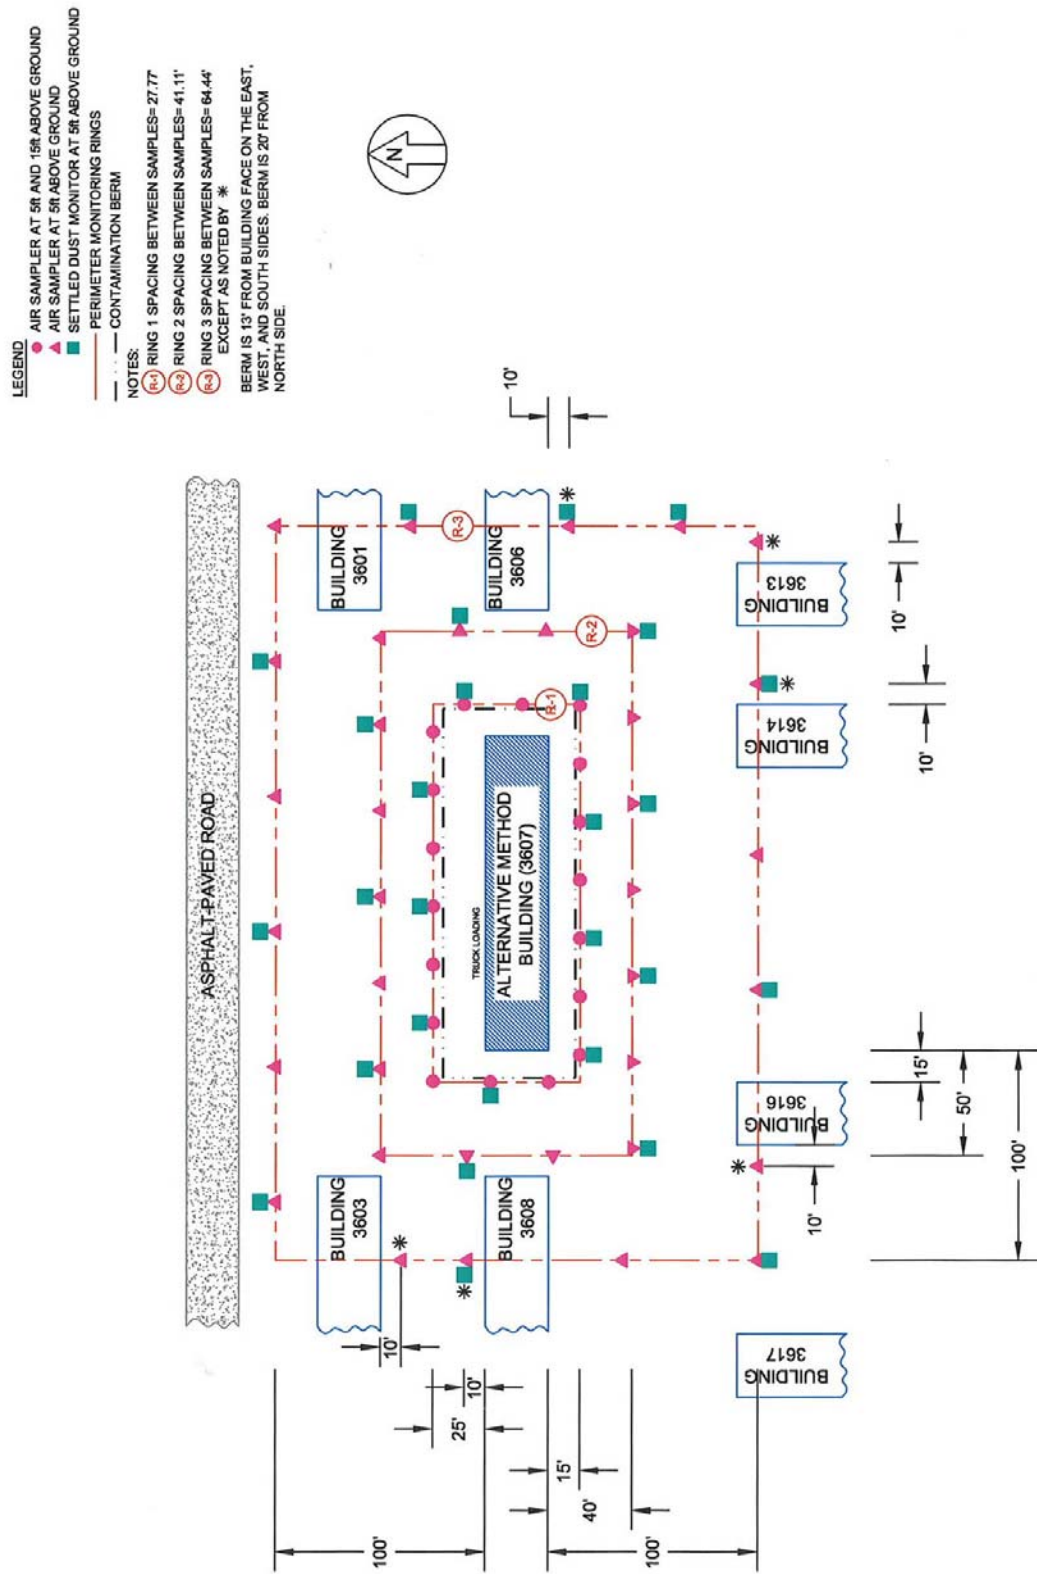 LEGEND
AIR SAMPLER AT 5ft AND 15ft ABOVE GROUND
AIR SAMPLER AT 5ft ABOVE GROUND
SETTLED DUST MONITOR AT 5ft ABOVE GROUND
PERIMETER MONITORING RINGS
CONTAMINATION BERM
NOTES:
R-1 RING 1 SPACING BETWEEN SAMPLES= 27.77'
R-2 RING 2 SPACING BETWEEN SAMPLES= 41.11'
R-3 RING 3 SPACING BETWEEN SAMPLES= 64.44'
EXCEPT AS NOTED BY *
BERM IS 13' FROM BUILDING FACE ON THE EAST,
WEST, AND SOUTH SIDES. BERM IS 20' FROM
NORTH SIDE.
N
10'
ASPHALT-PAVED ROAD
BUILDING
3601
R-3
BUILDING
3606
*
R-2
R-1
*
BUILDING
3613
10'
*
BUILDING
3614
10'
TRUCK LOADING
ALTERNATIVE METHOD
BUILDING (3607)
BUILDING
3603
*
*
BUILDING
3608
*
BUILDING
3616
15'
50'
100'
10'
BUILDING
3617
10'
10'
25'
15'
40'
100'
100'